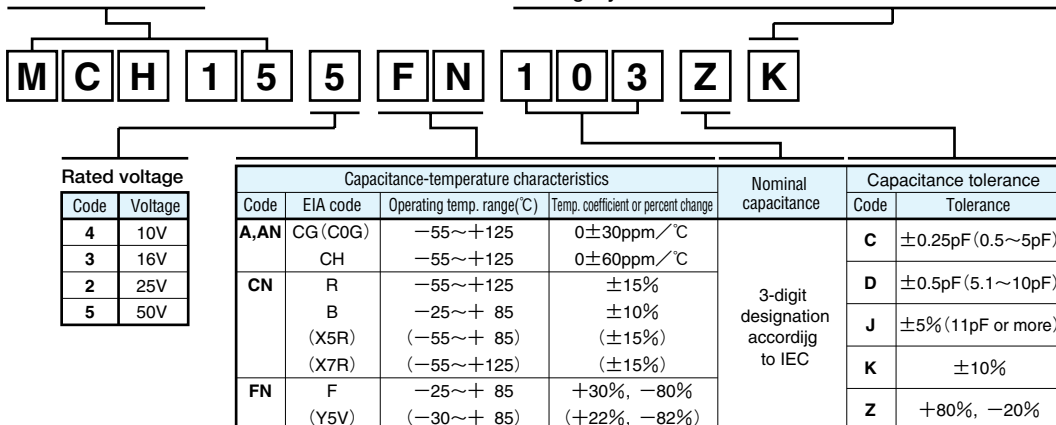 M C H 1 5 5 F N 1 0 3 Z K
Rated voltage
Code Voltage
4 10V
3 16V
2 25V
5 50V
Capacitance-temperature characteristics
Code EIA code Operating temp. range(℃) Temp. coefficient or percent change
A,AN CG(C0G) −55~+125 0±30ppm/℃
CH −55~+125 0±60ppm/℃
CN R −55~+125 ±15%
B −25~+ 85 ±10%
(X5R) (−55~+ 85) (±15%)
(X7R) (−55~+125) (±15%)
FN F −25~+ 85 +30%, −80%
(Y5V) (−30~+ 85) (+22%, −82%)
Nominal
capacitance
3-digit
designation
accordijg
to IEC
Capacitance tolerance
Code Tolerance
C ±0.25pF(0.5~5pF)
D ±0.5pF(5.1~10pF)
J ±5%(11pF or more)
K ±10%
Z +80%, −20%